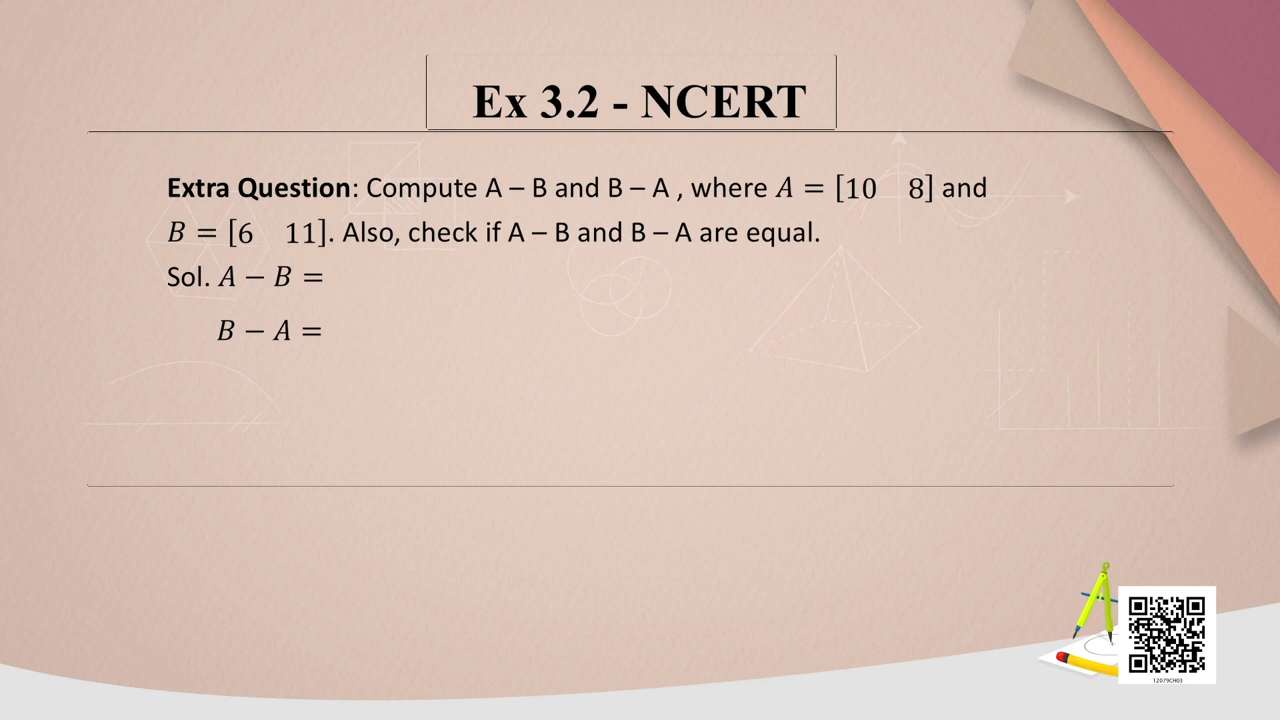 Ex 3.2 - NCERT
Extra Question: Compute A – B and B – A , where A = [10 8] and
B = [6 11]. Also, check if A – B and B – A are equal.
Sol. A − B =
B − A =
12079CH03